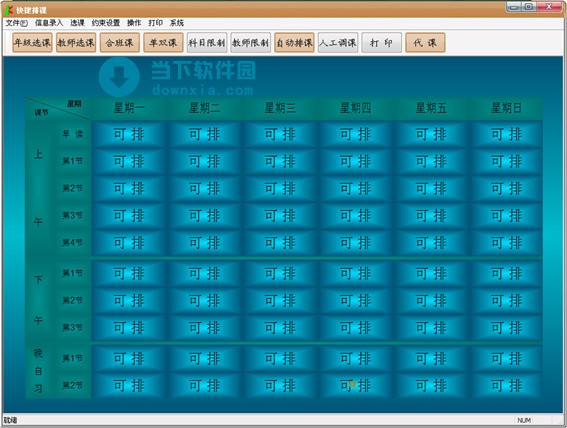 快捷排课
文件(F) 信息录入 选课 约束设置 操作 打印 系统
年级选课 教师选课 合班课 单双课 科目限制 教师限制 自动排课 人工调课 打 印 代 课
当下软件园
downxia.com
星期 课节 星期一 星期二 星期三 星期四 星期五 星期日
上午
早 读 可 排 可 排 可 排 可 排 可 排 可 排
第1节 可 排 可 排 可 排 可 排 可 排 可 排
第2节 可 排 可 排 可 排 可 排 可 排 可 排
第3节 可 排 可 排 可 排 可 排 可 排 可 排
第4节 可 排 可 排 可 排 可 排 可 排 可 排
下午
第1节 可 排 可 排 可 排 可 排 可 排 可 排
第2节 可 排 可 排 可 排 可 排 可 排 可 排
第3节 可 排 可 排 可 排 可 排 可 排 可 排
晚自习
第1节 可 排 可 排 可 排 可 排 可 排 可 排
第2节 可 排 可 排 可 排 可 排 可 排 可 排
就绪 NUM